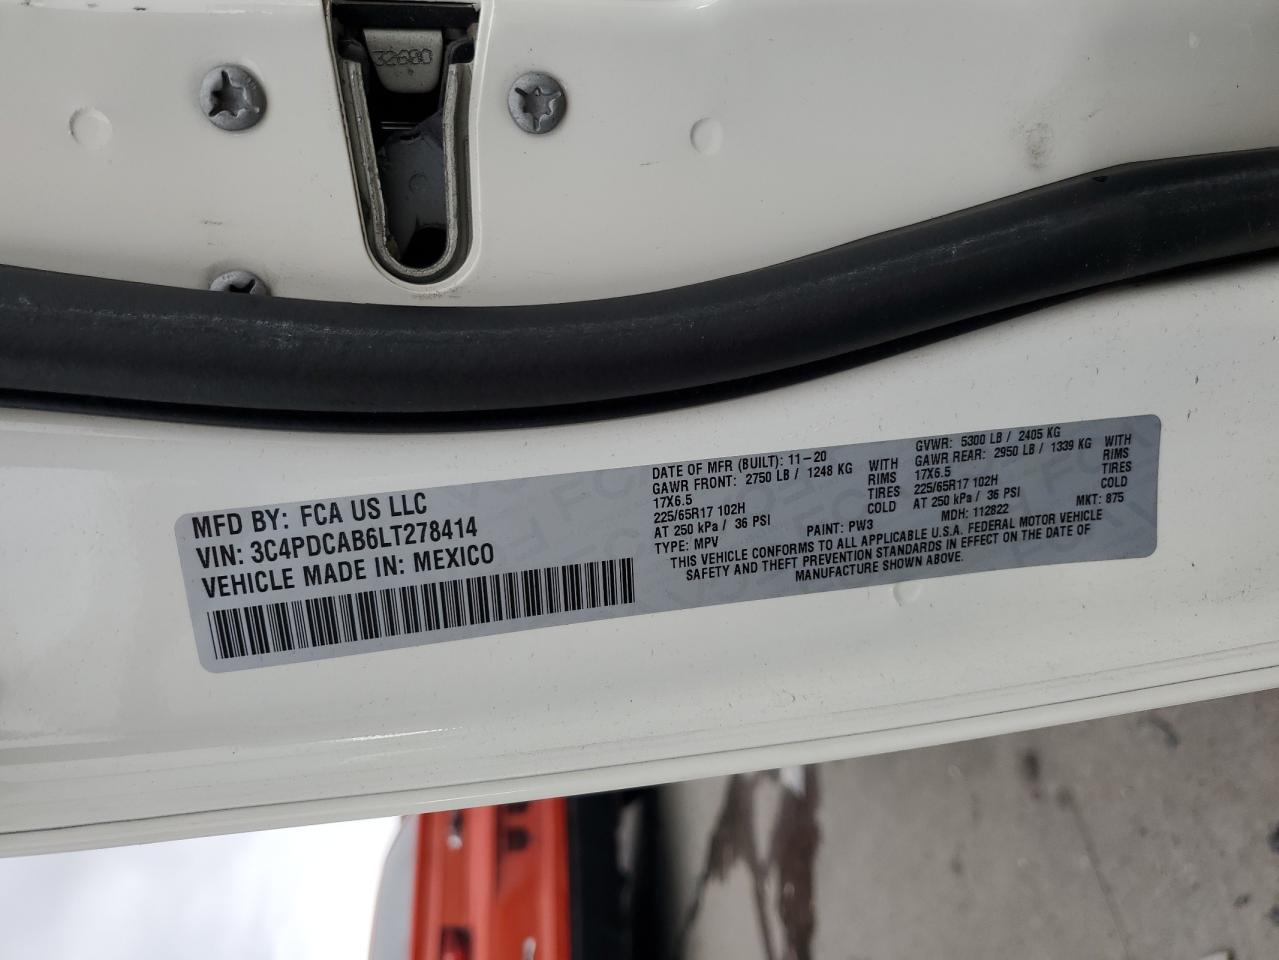 32680
MFD BY: FCA US LLC
VIN: 3C4PDCAB6LT278414
VEHICLE MADE IN: MEXICO
DATE OF MFR (BUILT): 11-20
GAWR FRONT: 2750 LB / 1248 KG WITH
17X6.5 RIMS
225/65R17 102H TIRES
AT 250 kPa / 36 PSI COLD
TYPE: MPV PAINT: PW3
GVWR: 5300 LB / 2405 KG
GAWR REAR: 2950 LB / 1339 KG WITH
17X6.5 RIMS
225/65R17 102H TIRES
AT 250 kPa / 36 PSI COLD
MDH: 112822 MKT: 875
THIS VEHICLE CONFORMS TO ALL APPLICABLE U.S.A. FEDERAL MOTOR VEHICLE
SAFETY AND THEFT PREVENTION STANDARDS IN EFFECT ON THE DATE OF
MANUFACTURE SHOWN ABOVE.